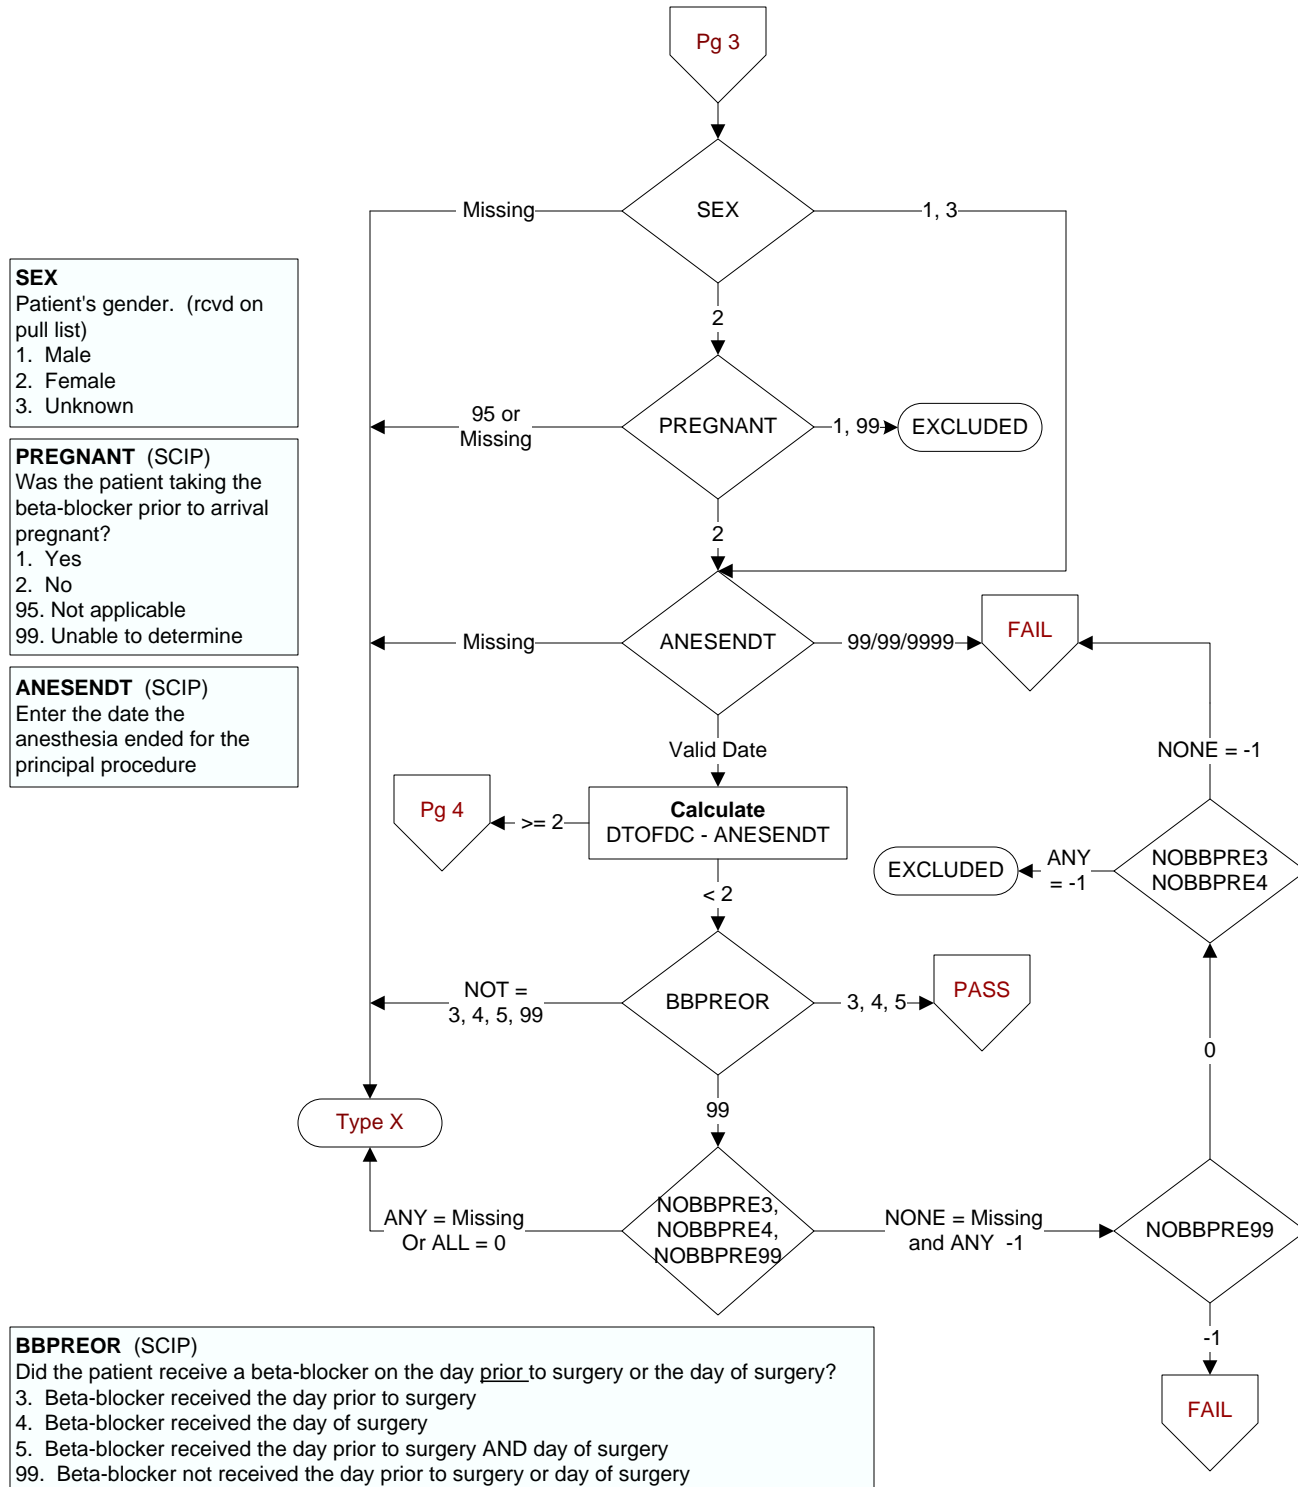 Pg 3
SEX
Missing
1, 3
2
SEX
Patient's gender. (rcvd on
pull list)
1. Male
2. Female
3. Unknown
PREGNANT
95 or
Missing
1, 99
EXCLUDED
2
PREGNANT (SCIP)
Was the patient taking the
beta-blocker prior to arrival
pregnant?
1. Yes
2. No
95. Not applicable
99. Unable to determine
ANESENDT
Missing
99/99/9999
FAIL
Valid Date
ANESENDT (SCIP)
Enter the date the
anesthesia ended for the
principal procedure
NONE = -1
Pg 4
>= 2
Calculate
DTOFDC - ANESENDT
< 2
EXCLUDED
ANY
= -1
NOBBPRE3
NOBBPRE4
NOT =
3, 4, 5, 99
BBPREOR
3, 4, 5
PASS
0
99
Type X
ANY = Missing
Or ALL = 0
NOBBPRE3,
NOBBPRE4,
NOBBPRE99
NONE = Missing
and ANY -1
NOBBPRE99
-1
FAIL
BBPREOR (SCIP)
Did the patient receive a beta-blocker on the day prior to surgery or the day of surgery?
3. Beta-blocker received the day prior to surgery
4. Beta-blocker received the day of surgery
5. Beta-blocker received the day prior to surgery AND day of surgery
99. Beta-blocker not received the day prior to surgery or day of surgery